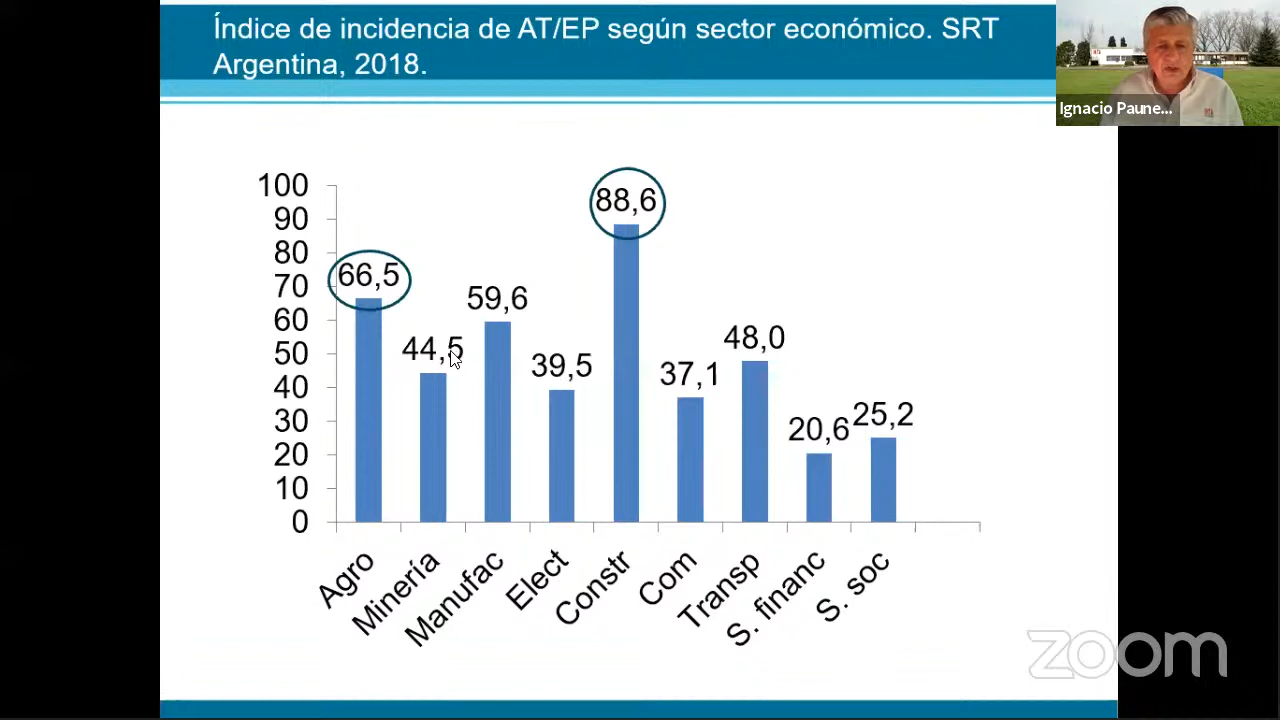 Índice de incidencia de AT/EP según sector económico. SRT
Argentina, 2018.
Ignacio Paune...
100
90
80
70
60
50
40
30
20
10
0
66,5
44,5
59,6
39,5
88,6
37,1
48,0
20,6
25,2
Agro
Minería
Manufac
Elect
Constr
Com
Transp
S. financ
S. soc
zoom